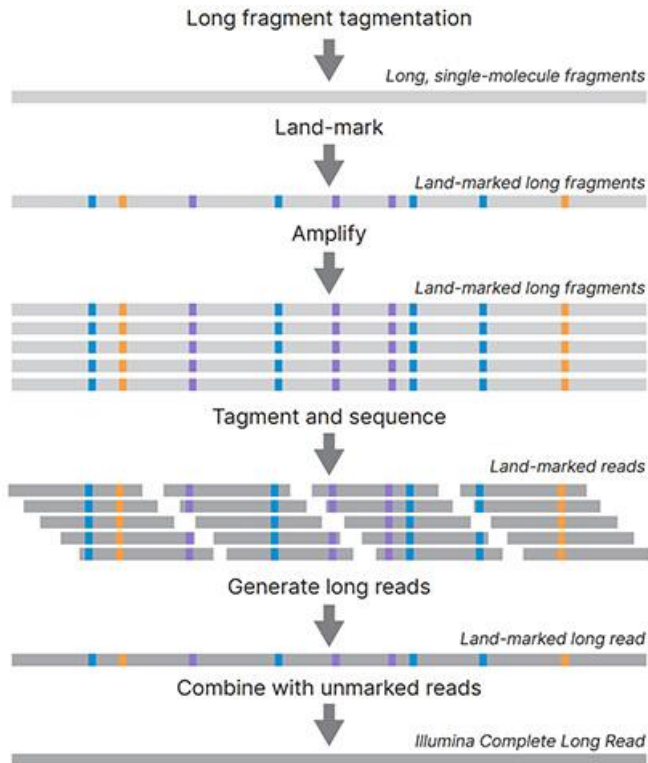 Long fragment tagmentation
Long, single-molecule fragments
Land-mark
Land-marked long fragments
Amplify
Land-marked long fragments
Tagment and sequence
Land-marked reads
Generate long reads
Land-marked long read
Combine with unmarked reads
Illumina Complete Long Read